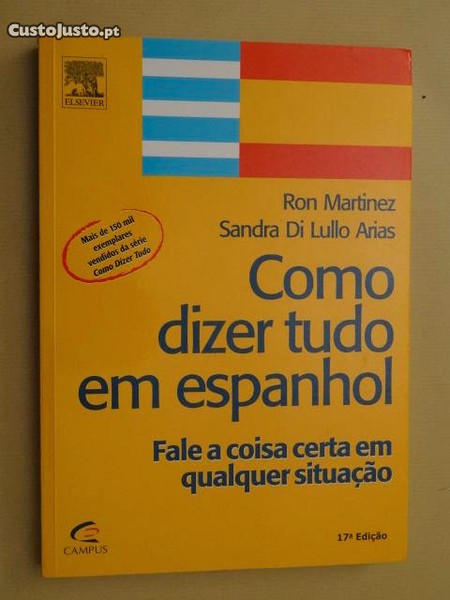 CustoJusto.pt
ELSEVIER
Ron Martinez
Sandra Di Lullo Arias
Mais de 150 mil
exemplares
vendidos da série
Como Dizer Tudo
Como
dizer tudo
em espanhol
Fale a coisa certa em
qualquer situação
CAMPUS
17ª Edição